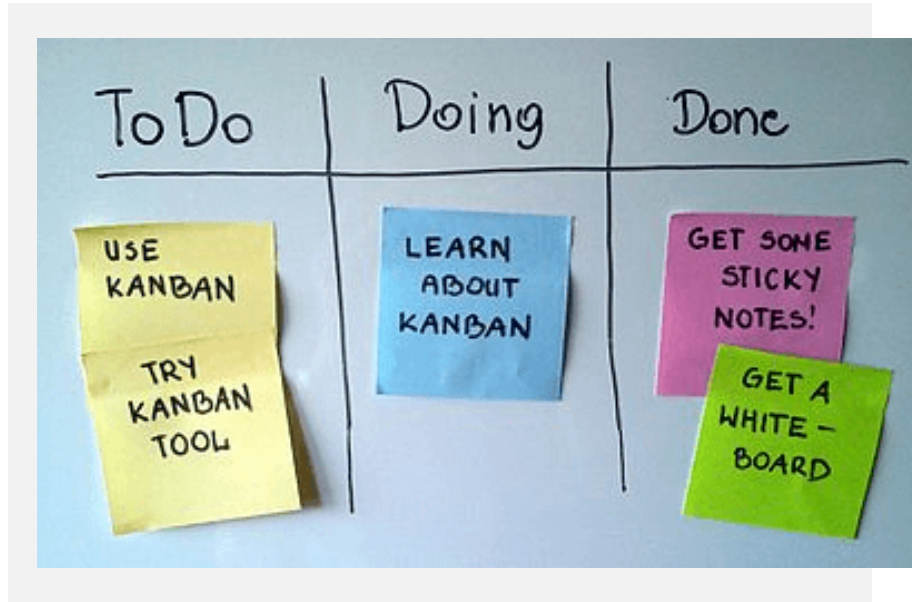 To Do
Doing
Done
USE
KANBAN
TRY
KANBAN
TOOL
LEARN
ABOUT
KANBAN
GET SOME
STICKY
NOTES!
GET A
WHITE –
BOARD